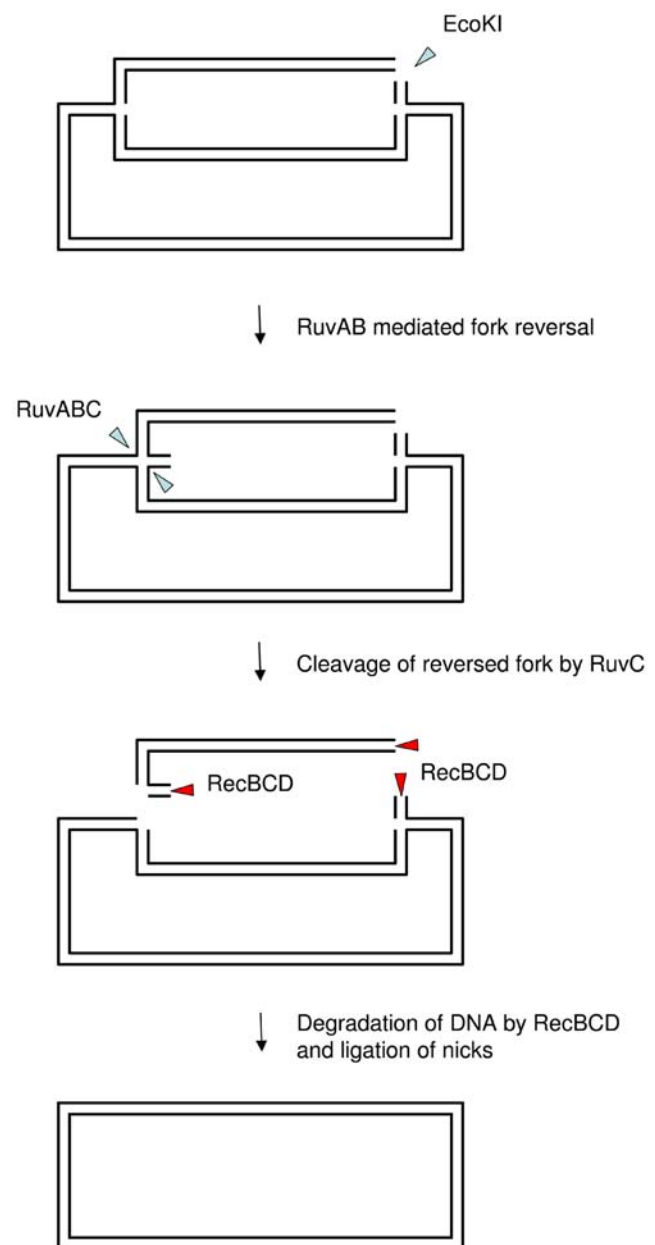 EcoKI
RuvAB mediated fork reversal
RuvABC
Cleavage of reversed fork by RuvC
RecBCD
RecBCD
Degradation of DNA by RecBCD
and ligation of nicks